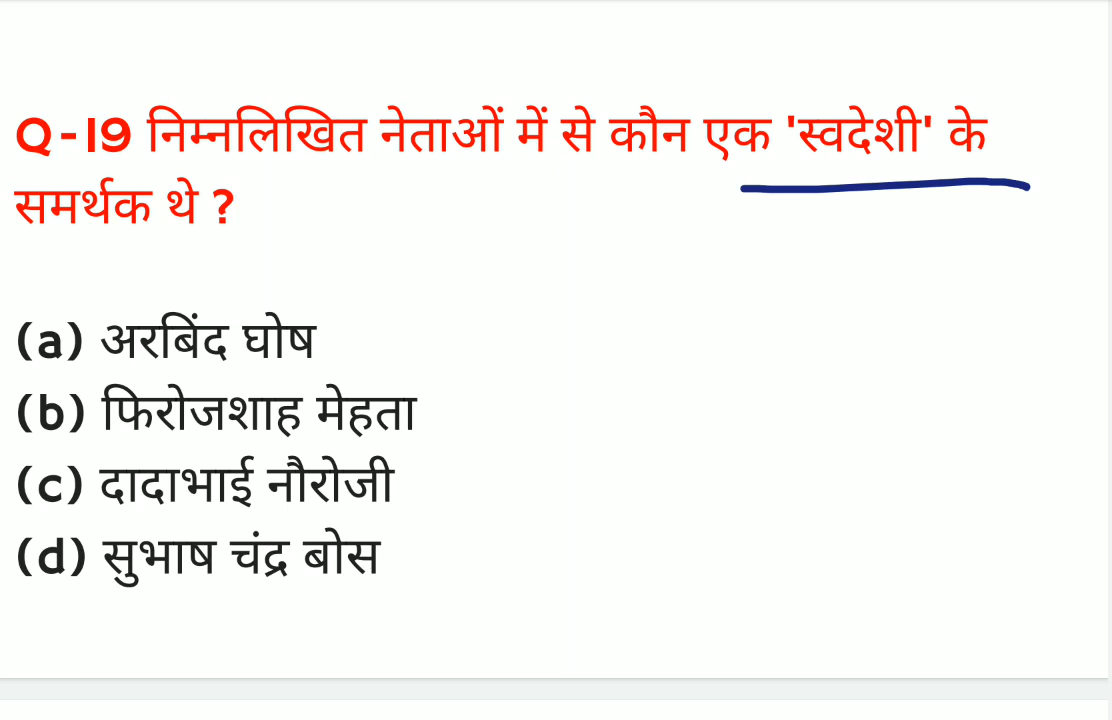 Q-19 निम्नलिखित नेताओं में से कौन एक 'स्वदेशी' के
समर्थक थे ?
(a) अरबिंद घोष
(b) फिरोजशाह मेहता
(c) दादाभाई नौरोजी
(d) सुभाष चंद्र बोस